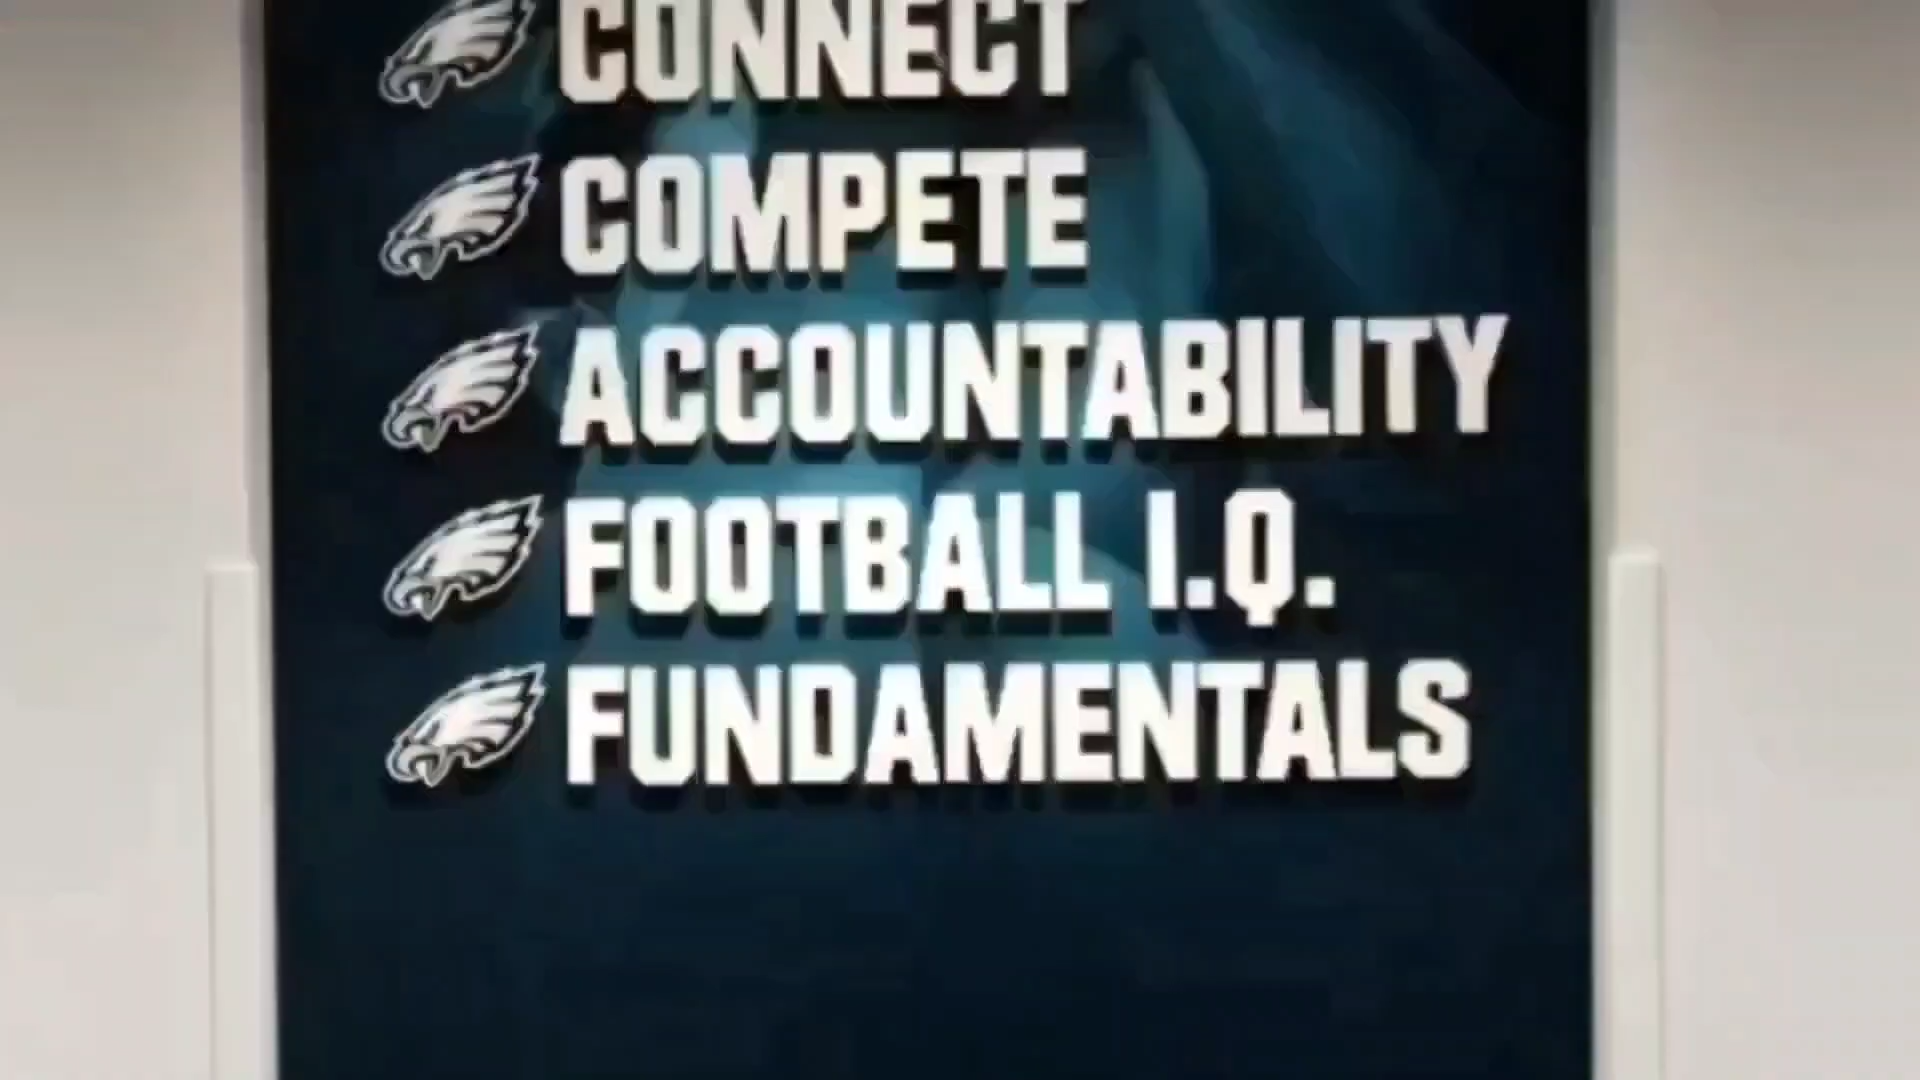 CONNECT
COMPETE
ACCOUNTABILITY
FOOTBALL I.Q.
FUNDAMENTALS